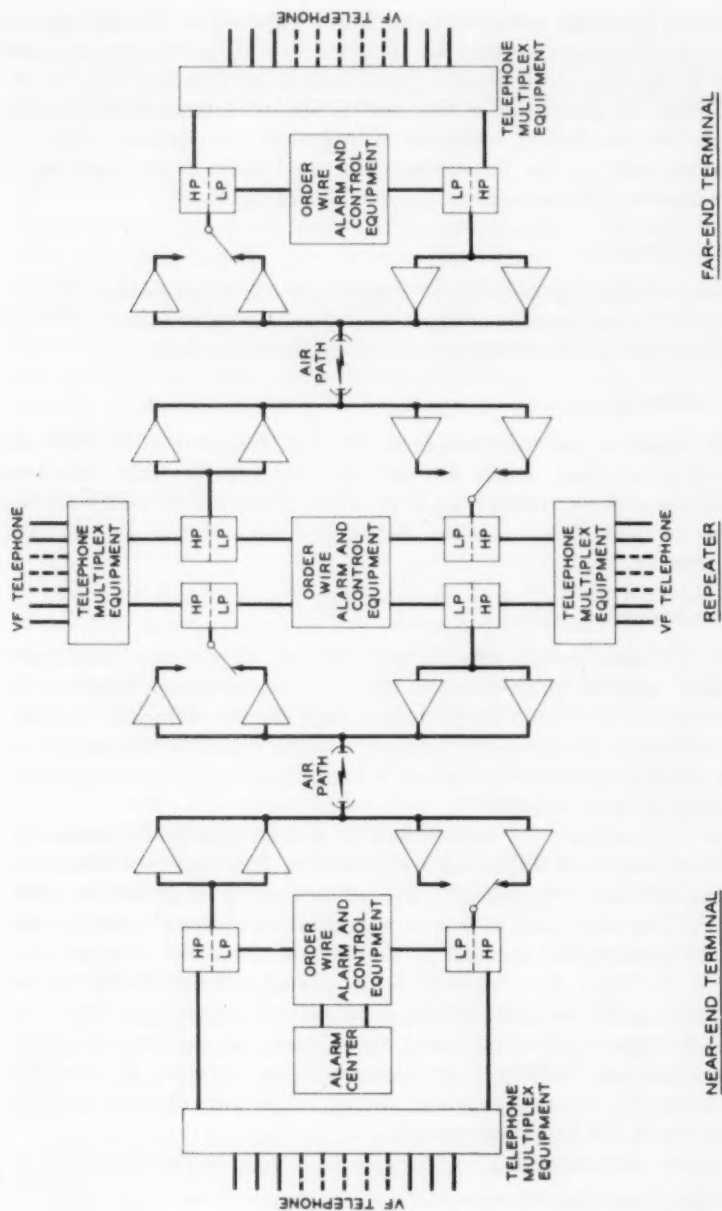 VF TELEPHONE
TELEPHONE
MULTIPLEX
EQUIPMENT
ALARM
CENTER
HP
LP
ORDER
WIRE
ALARM AND
CONTROL
EQUIPMENT
LP
HP
NEAR-END TERMINAL
AIR
PATH
VF TELEPHONE
TELEPHONE
MULTIPLEX
EQUIPMENT
HP
LP
HP
LP
ORDER
WIRE
ALARM AND
CONTROL
EQUIPMENT
LP
HP
LP
HP
TELEPHONE
MULTIPLEX
EQUIPMENT
VF TELEPHONE
REPEATER
AIR
PATH
HP
LP
ORDER
WIRE
ALARM AND
CONTROL
EQUIPMENT
LP
HP
TELEPHONE
MULTIPLEX
EQUIPMENT
VF TELEPHONE
FAR-END TERMINAL